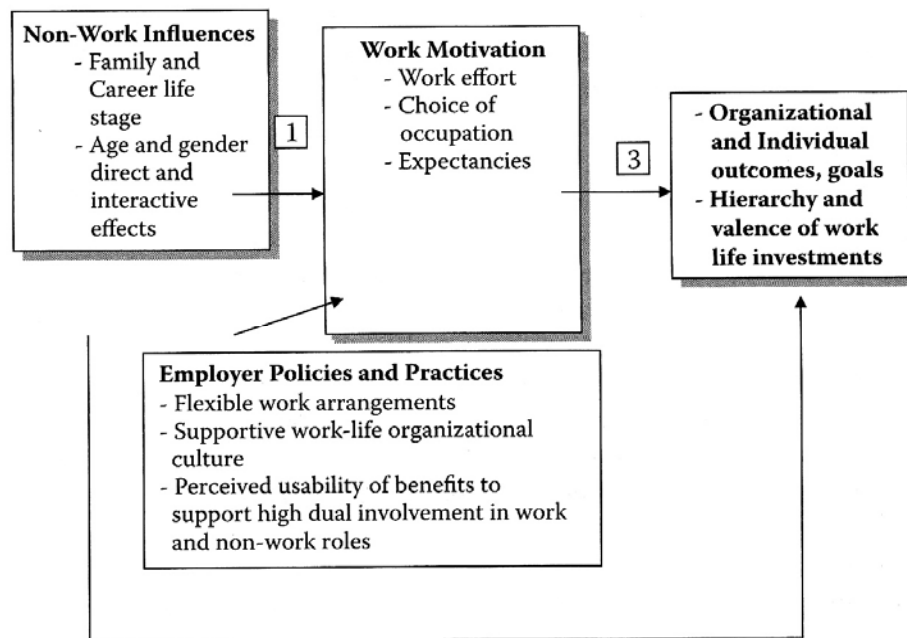 Non-Work Influences
- Family and
Career life
stage
- Age and gender
direct and
interactive
effects
1
Work Motivation
- Work effort
- Choice of
occupation
- Expectancies
3
- Organizational
and Individual
outcomes, goals
- Hierarchy and
valence of work
life investments
Employer Policies and Practices
- Flexible work arrangements
- Supportive work-life organizational
culture
- Perceived usability of benefits to
support high dual involvement in work
and non-work roles